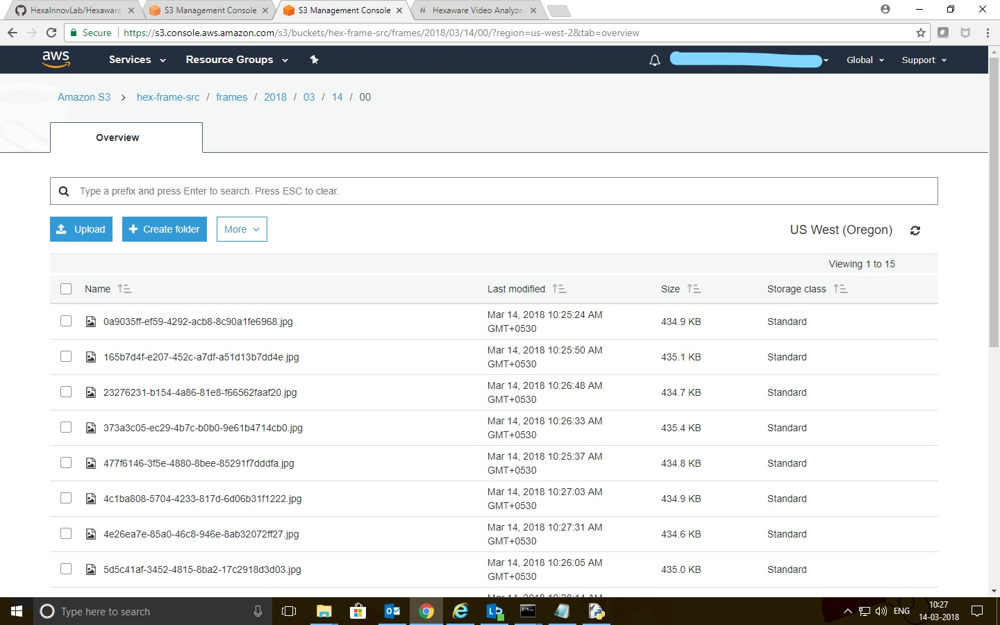 HexaInnovLab/Hexaware
S3 Management Console
S3 Management Console
Hexaware Video Analyze
Secure
https://s3.console.aws.amazon.com/s3/buckets/hex-frame-src/frames/2018/03/14/00/?region=us-west-2&tab=overview
aws
Services
Resource Groups
Global
Support
Amazon S3 > hex-frame-src / frames / 2018 / 03 / 14 / 00
Overview
Type a prefix and press Enter to search. Press ESC to clear.
Upload
Create folder
More
US West (Oregon)
Viewing 1 to 15
Name Last modified Size Storage class
0a9035ff-ef59-4292-acb8-8c90a1fe6968.jpg Mar 14, 2018 10:25:24 AM GMT+0530 434.9 KB Standard
165b7d4f-e207-452c-a7df-a51d13b7dd4e.jpg Mar 14, 2018 10:25:50 AM GMT+0530 435.1 KB Standard
23276231-b154-4a86-81e8-f66562faaf20.jpg Mar 14, 2018 10:26:48 AM GMT+0530 434.7 KB Standard
373a3c05-ec29-4b7c-b0b0-9e61b4714cb0.jpg Mar 14, 2018 10:26:33 AM GMT+0530 435.4 KB Standard
477f6146-3f5e-4880-8bee-85291f7dddfa.jpg Mar 14, 2018 10:25:37 AM GMT+0530 434.8 KB Standard
4c1ba808-5704-4233-817d-6d06b31f1222.jpg Mar 14, 2018 10:27:03 AM GMT+0530 434.9 KB Standard
4e26ea7e-85a0-46c8-946e-8ab32072ff27.jpg Mar 14, 2018 10:27:31 AM GMT+0530 434.6 KB Standard
5d5c41af-3452-4815-8ba2-17c2918d3d03.jpg Mar 14, 2018 10:26:05 AM GMT+0530 435.0 KB Standard
Type here to search
ENG
10:27
14-03-2018